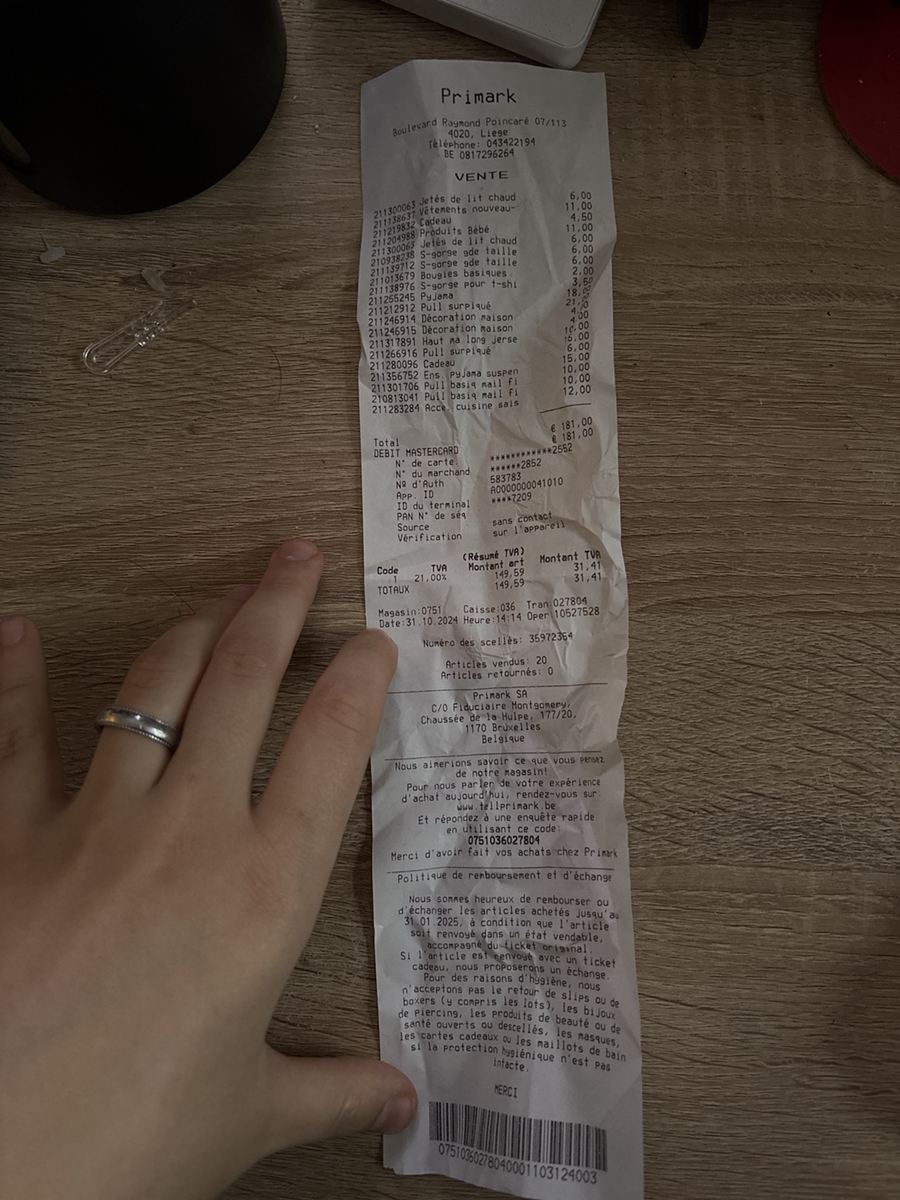 Primark
Boulevard Raymond Poincaré 07/113
4020, Liege
Téléphone: 043422194
BE 0817296264
VENTE
211300063 Jetés de lit chaud 6,00
211138637 Vêtements nouveau- 11,00
211219832 Cadeau 4,50
211204988 Produits Bébé 11,00
211300063 Jetés de lit chaud 6,00
210938238 S-gorge gde taille 6,00
211139712 S-gorge gde taille 6,00
211013679 Bougies basiques 2,00
211138976 S-gorge pour t-shi 3,50
211265245 Pyjama 18,00
211212912 Pull surpiqué 21,00
211246914 Décoration maison 4,00
211246915 Décoration maison 4,00
211317891 Haut ma long jerse 10,00
211266916 Pull surpiqué 15,00
211280096 Cadeau 6,00
211356752 Ens. pyjama suspen 15,00
211301706 Pull basiq mail fi 10,00
210813041 Pull basiq mail fi 10,00
211283284 Acce. cuisine sais 12,00
Total € 181,00
DEBIT MASTERCARD € 181,00
N° de carte ************2552
N° du marchand ******2852
Nº d'Auth 583783
App. ID A0000000041010
ID du terminal ****7209
PAN N° de séq
Source sans contact
Vérification sur l'appareil
(Résumé TVA)
Code TVA Montant art Montant TVA
1 21,00% 149,59 31,41
TOTAUX 149,59 31,41
Magasin:0751 Caisse:036 Tran:027804
Date:31.10.2024 Heure:14:14 Oper:10527528
Numéro des scellés: 35972354
Articles vendus: 20
Articles retournés: 0
Primark SA
C/O Fiduciaire Montgomery,
Chaussée de la Hulpe, 177/20,
1170 Bruxelles
Belgique
Nous aimerions savoir ce que vous pensez
de notre magasin!
Pour nous parler de votre expérience
d'achat aujourd'hui, rendez-vous sur:
www.tellprimark.be
Et répondez à une enquête rapide
en utilisant ce code:
0751036027804
Merci d'avoir fait vos achats chez Primark
Politique de remboursement et d'échange
Nous sommes heureux de rembourser ou
d'échanger les articles achetés jusqu'au
31.01.2025, à condition que l'article
soit renvoyé dans un état vendable,
accompagné du ticket original.
Si l'article est renvoyé avec un ticket
cadeau, nous proposerons un échange.
Pour des raisons d'hygiène, nous
n'acceptons pas le retour de slips ou de
boxers (y compris les lots), les bijoux
de piercing, les produits de beauté ou de
santé ouverts ou descellés, les masques,
les cartes cadeaux ou les maillots de bain
si la protection hygiénique n'est pas
intacte.
MERCI
07510360278040001103124003